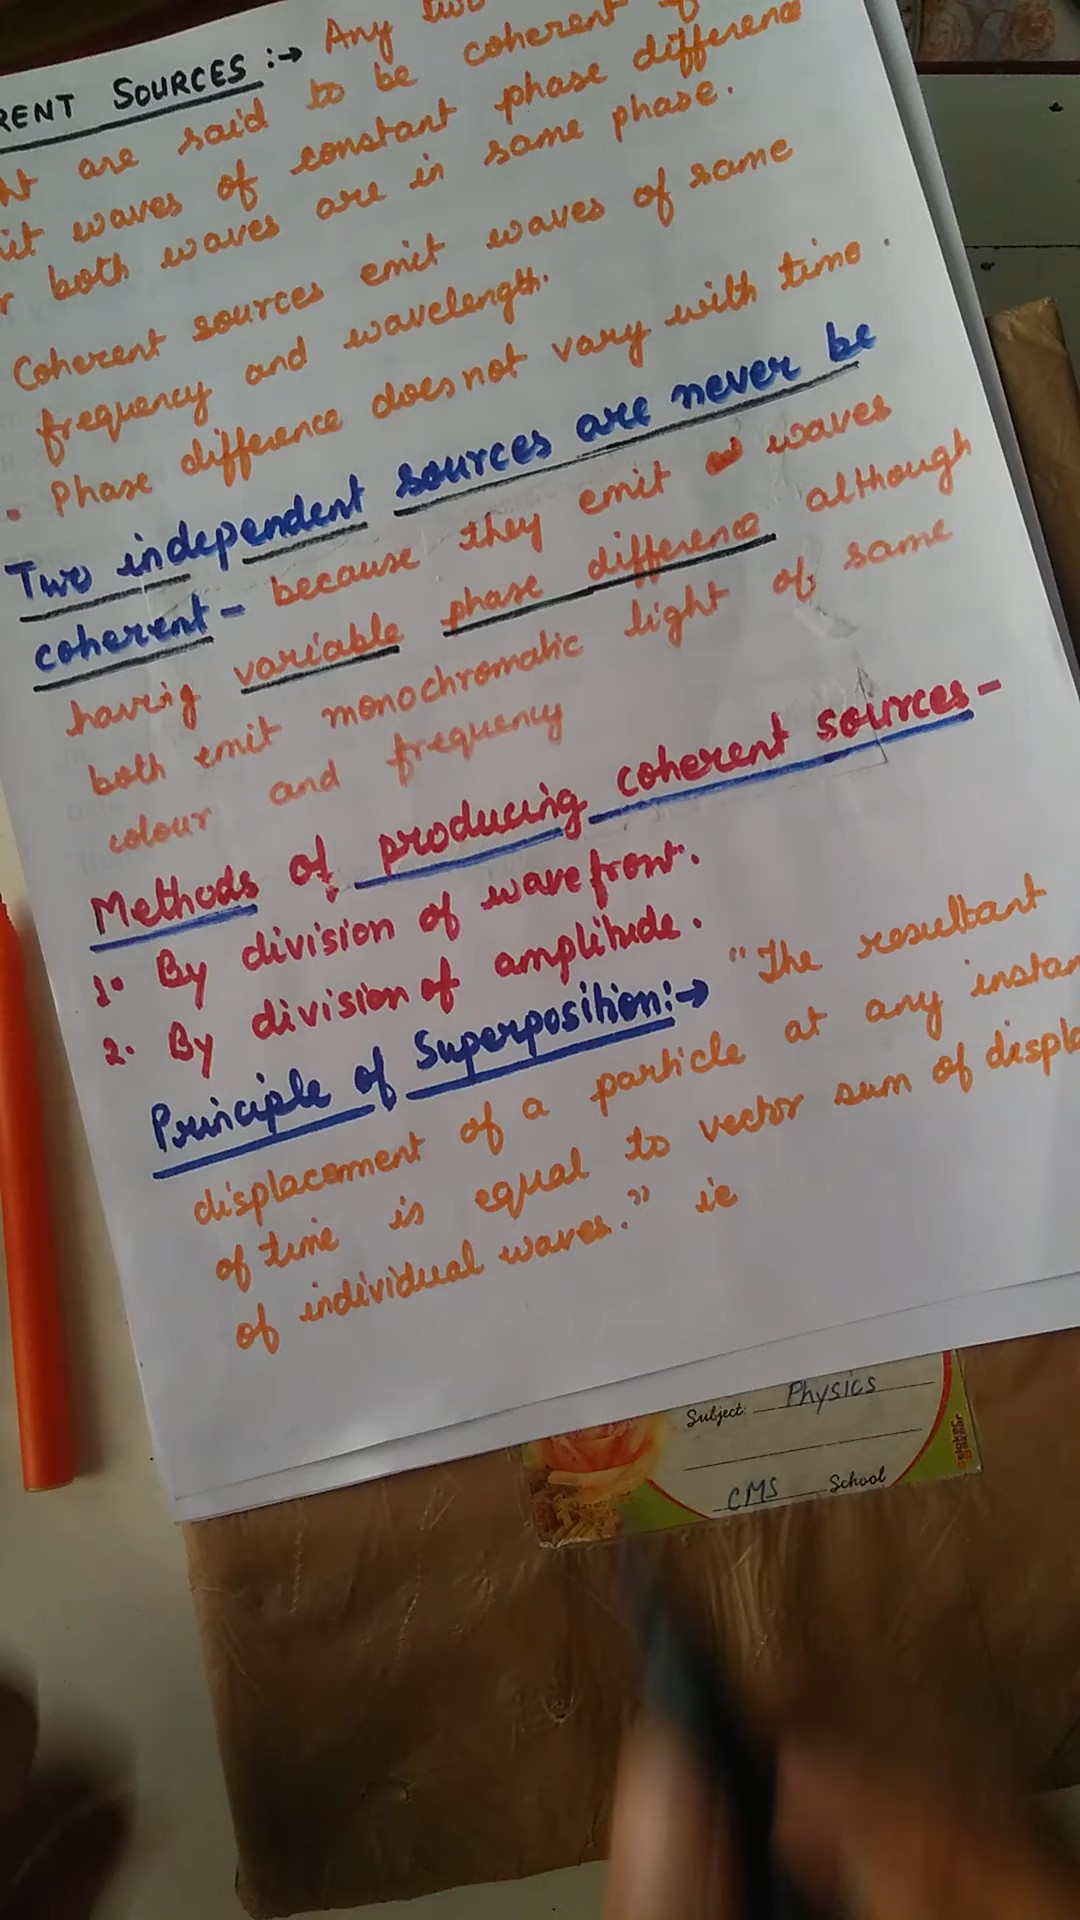 RENT SOURCES :→ Any two
ht are said to be coherent if
it waves of constant phase difference
r both waves are in same phase.
Coherent sources emit waves of same
frequency and wavelength.
• Phase difference does not vary with time.
Two independent sources are never be
coherent - because they emit waves
having variable phase difference although
both emit monochromatic light of same
colour and frequency
Methods of producing coherent sources -
1. By division of wavefront.
2. By division of amplitude.
Principle of Superposition:→ "The resultant
displacement of a particle at any instan
of time is equal to vector sum of displa
of individual waves." ie
Subject: Physics
CMS School